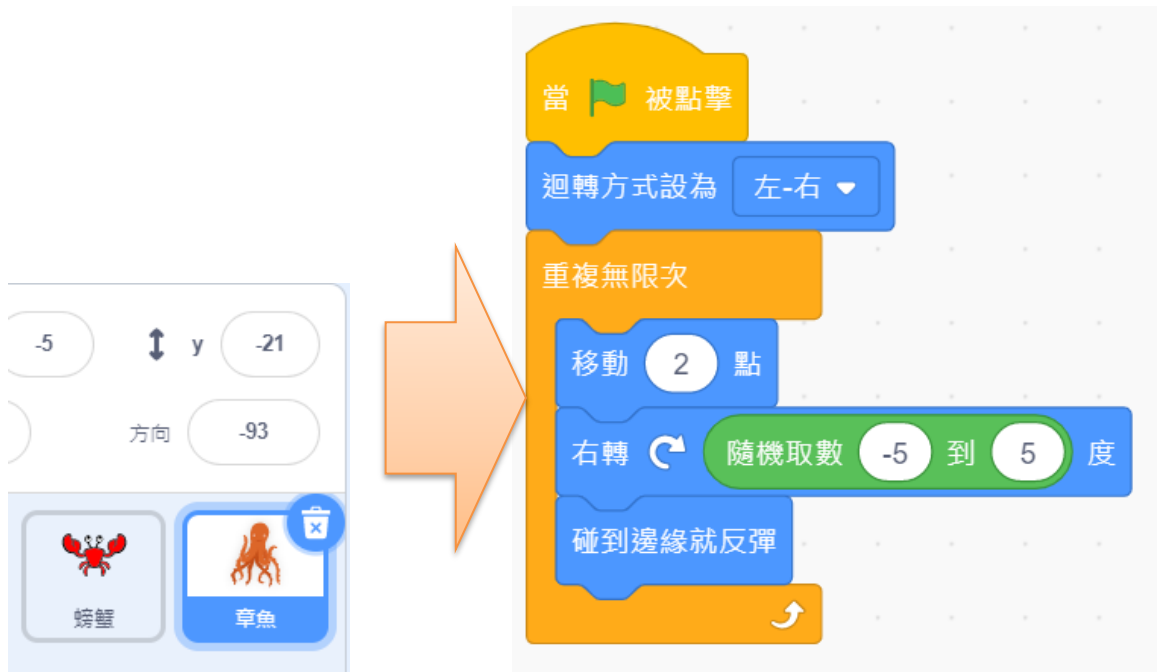 當 被點擊
迴轉方式設為 左-右
重複無限次
移動 2 點
右轉 隨機取數 -5 到 5 度
碰到邊緣就反彈
-5 y -21
方向 -93
螃蟹 章魚